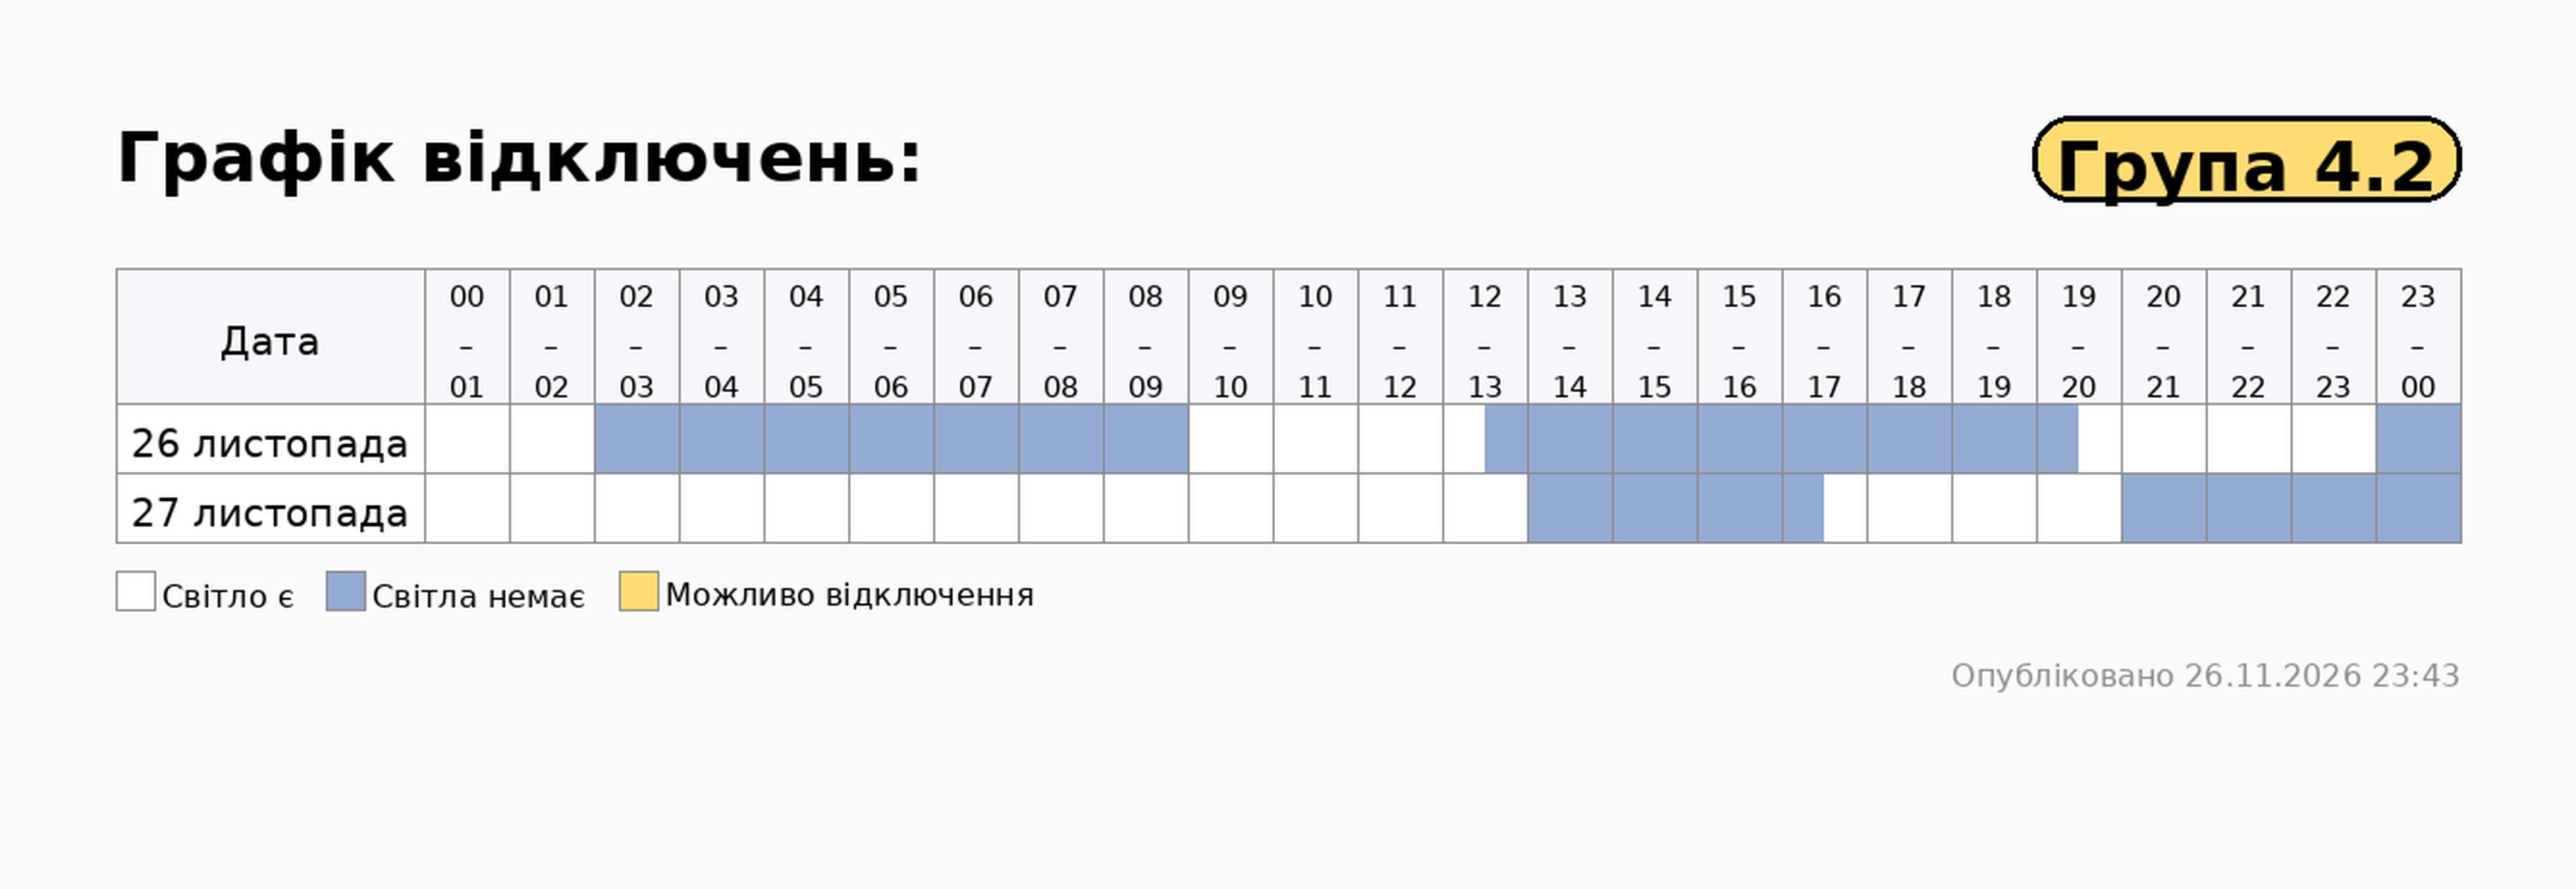 Графік відключень:
Група 4.2
Дата
00 – 01
01 – 02
02 – 03
03 – 04
04 – 05
05 – 06
06 – 07
07 – 08
08 – 09
09 – 10
10 – 11
11 – 12
12 – 13
13 – 14
14 – 15
15 – 16
16 – 17
17 – 18
18 – 19
19 – 20
20 – 21
21 – 22
22 – 23
23 – 00
26 листопада
27 листопада
Світло є
Світла немає
Можливо відключення
Опубліковано 26.11.2026 23:43